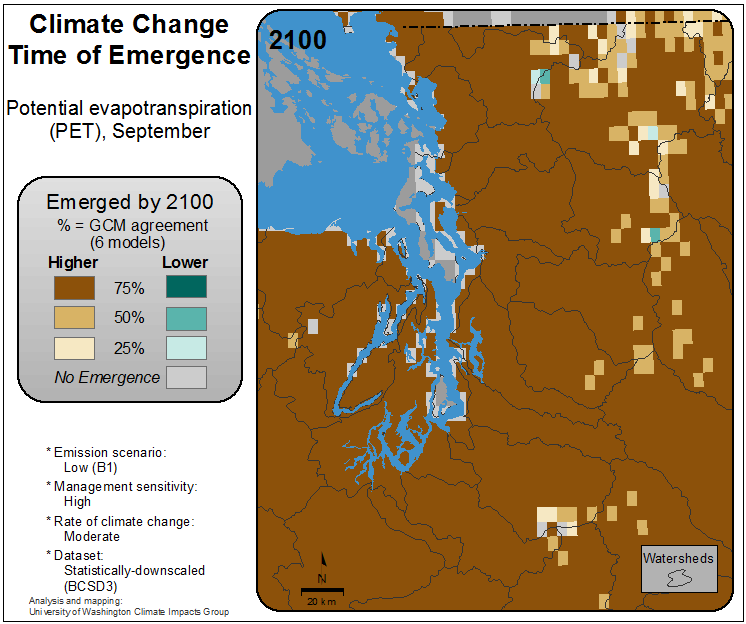 Climate Change
Time of Emergence
Potential evapotranspiration
(PET), September
Emerged by 2100
% = GCM agreement
(6 models)
Higher Lower
75%
50%
25%
No Emergence
* Emission scenario:
Low (B1)
* Management sensitivity:
High
* Rate of climate change:
Moderate
* Dataset:
Statistically-downscaled
(BCSD3)
Analysis and mapping:
University of Washington Climate Impacts Group
2100
N
20 km
Watersheds